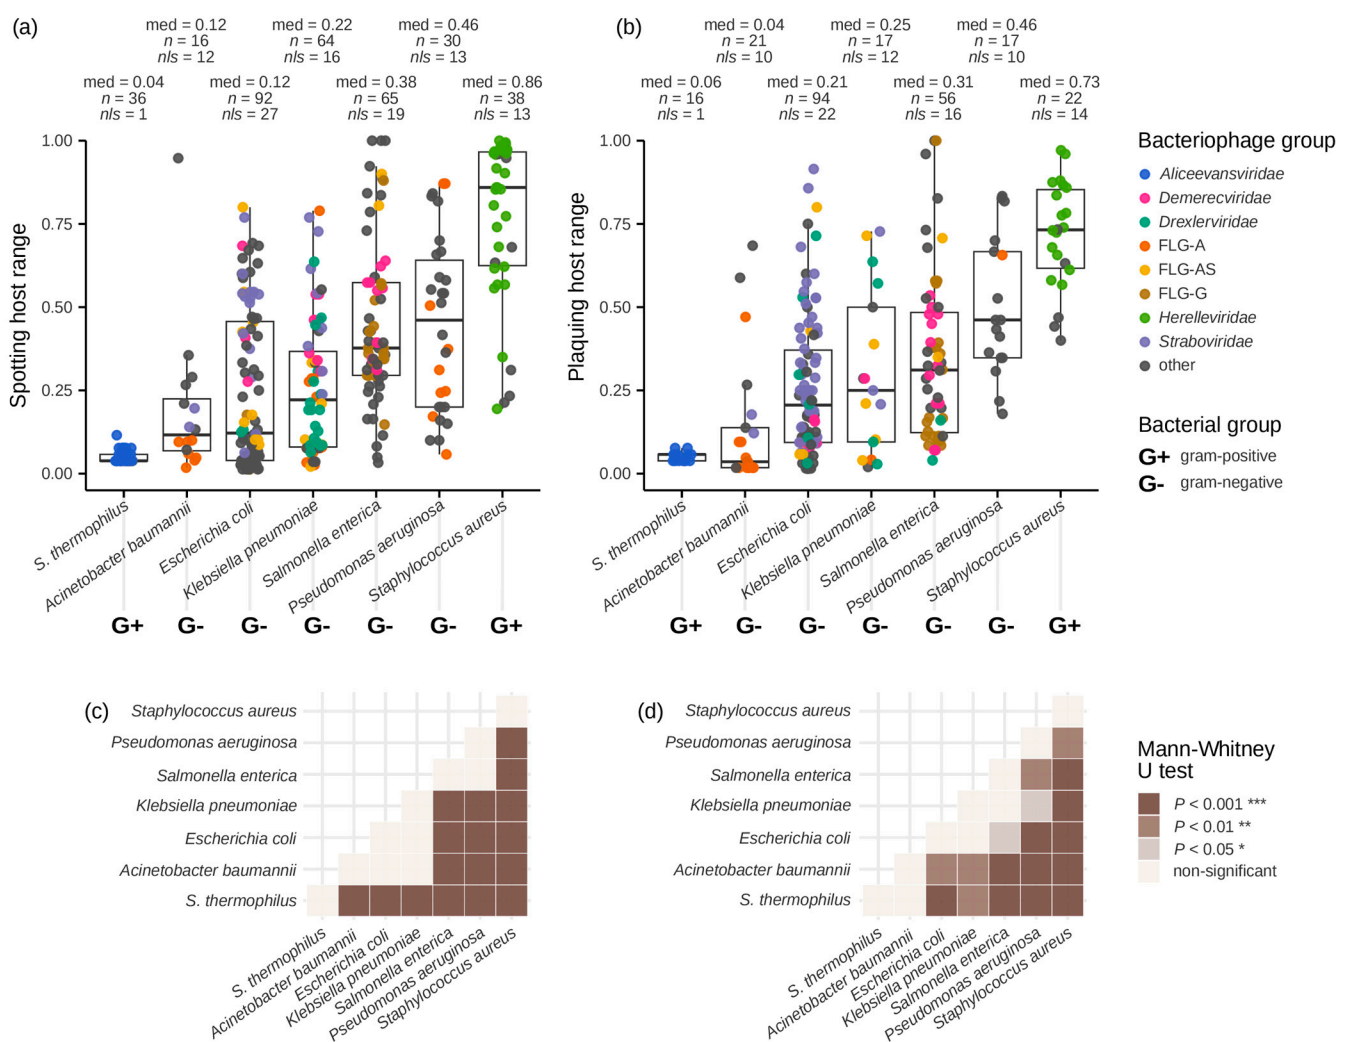 (a)
med = 0.12
n = 16
nls = 12
med = 0.22
n = 64
nls = 16
med = 0.46
n = 30
nls = 13
med = 0.04
n = 36
nls = 1
med = 0.12
n = 92
nls = 27
med = 0.38
n = 65
nls = 19
med = 0.86
n = 38
nls = 13
Spotting host range
1.00
0.75
0.50
0.25
0.00
S. thermophilus
Acinetobacter baumannii
Escherichia coli
Klebsiella pneumoniae
Salmonella enterica
Pseudomonas aeruginosa
Staphylococcus aureus
G+ G- G- G- G- G- G+
(b)
med = 0.04
n = 21
nls = 10
med = 0.25
n = 17
nls = 12
med = 0.46
n = 17
nls = 10
med = 0.06
n = 16
nls = 1
med = 0.21
n = 94
nls = 22
med = 0.31
n = 56
nls = 16
med = 0.73
n = 22
nls = 14
Plaquing host range
1.00
0.75
0.50
0.25
0.00
S. thermophilus
Acinetobacter baumannii
Escherichia coli
Klebsiella pneumoniae
Salmonella enterica
Pseudomonas aeruginosa
Staphylococcus aureus
G+ G- G- G- G- G- G+
Bacteriophage group
Aliceevansviridae
Demerecviridae
Drexlerviridae
FLG-A
FLG-AS
FLG-G
Herelleviridae
Straboviridae
other
Bacterial group
G+ gram-positive
G- gram-negative
(c)
Staphylococcus aureus
Pseudomonas aeruginosa
Salmonella enterica
Klebsiella pneumoniae
Escherichia coli
Acinetobacter baumannii
S. thermophilus
S. thermophilus
Acinetobacter baumannii
Escherichia coli
Klebsiella pneumoniae
Salmonella enterica
Pseudomonas aeruginosa
Staphylococcus aureus
(d)
Staphylococcus aureus
Pseudomonas aeruginosa
Salmonella enterica
Klebsiella pneumoniae
Escherichia coli
Acinetobacter baumannii
S. thermophilus
S. thermophilus
Acinetobacter baumannii
Escherichia coli
Klebsiella pneumoniae
Salmonella enterica
Pseudomonas aeruginosa
Staphylococcus aureus
Mann-Whitney
U test
P < 0.001 ***
P < 0.01 **
P < 0.05 *
non-significant